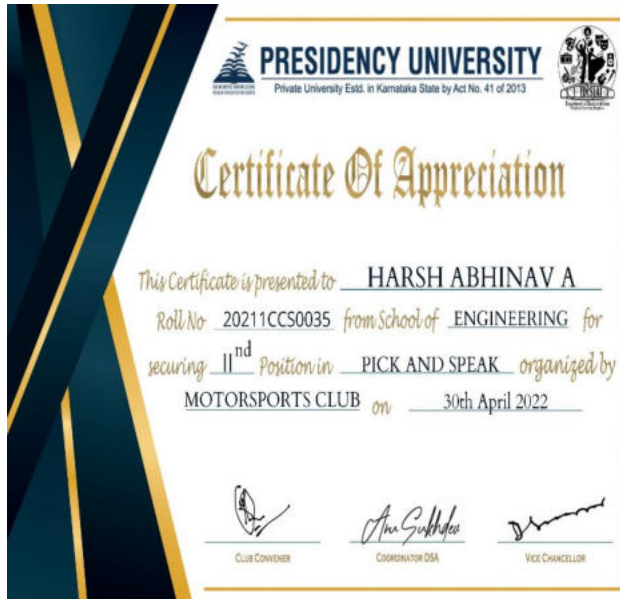 PRESIDENCY UNIVERSITY
Private University Estd. in Karnataka State by Act No. 41 of 2013
Certificate Of Appreciation
This Certificate is presented to HARSH ABHINAV A
Roll No 20211CCS0035 from School of ENGINEERING for
securing IInd Position in PICK AND SPEAK organized by
MOTORSPORTS CLUB on 30th April 2022
Anu Sukhdev
CLUB CONVENER COORDINATOR DSA VICE CHANCELLOR